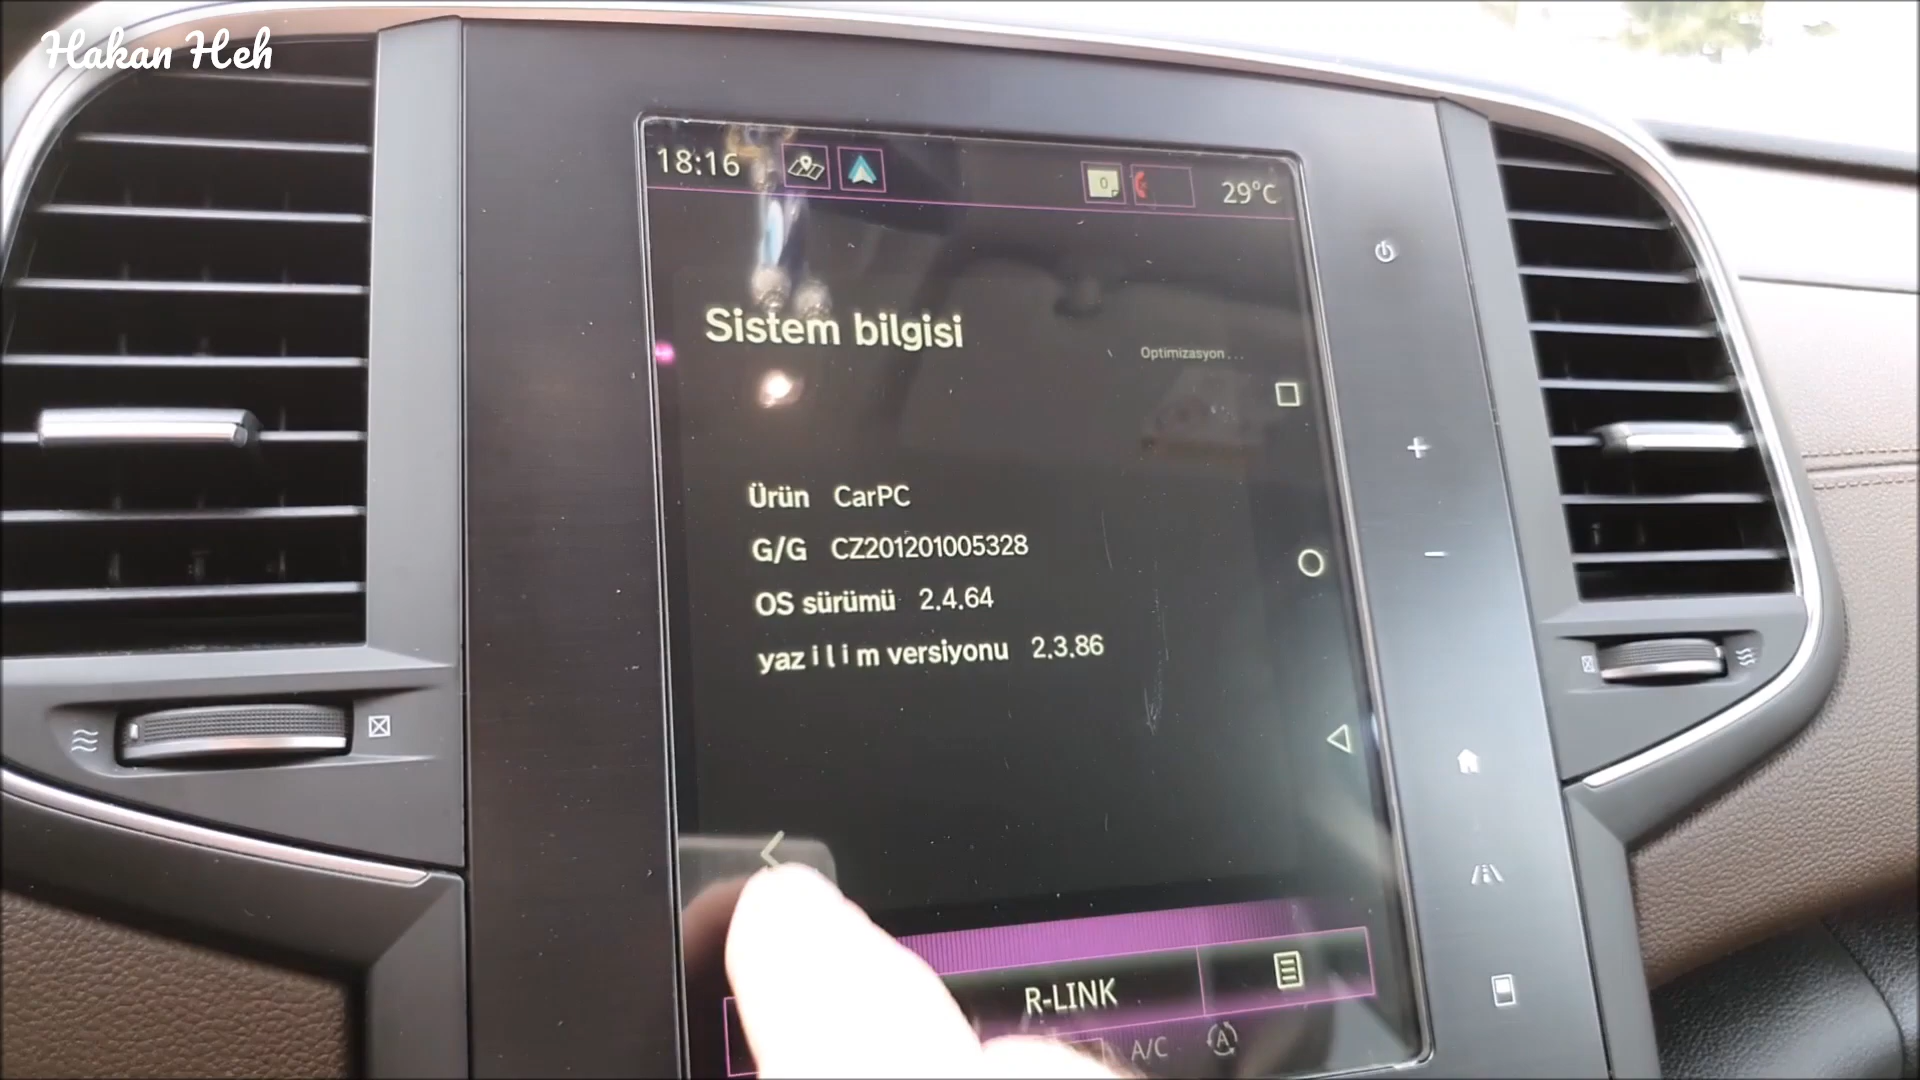 Hakan Heh
18:16
0
29°C
Sistem bilgisi
Optimizasyon...
Ürün CarPC
G/G CZ201201005328
OS sürümü 2.4.64
yazilim versiyonu 2.3.86
R-LINK
A/C
A